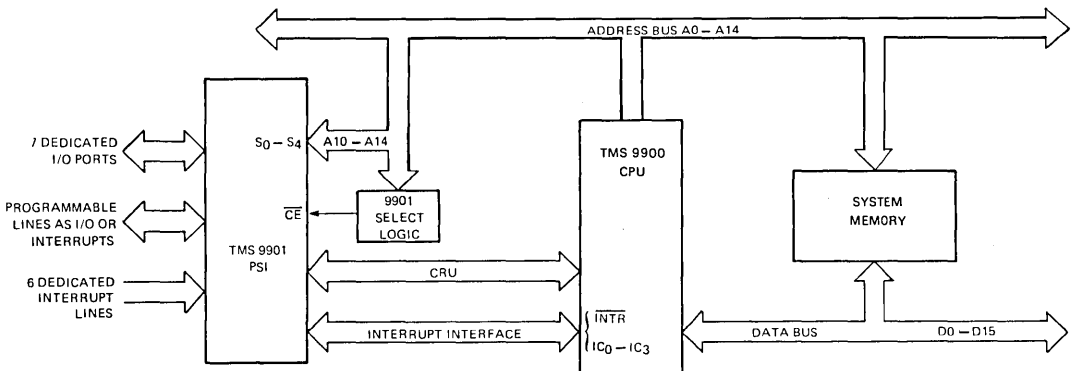 ADDRESS BUS A0 – A14
7 DEDICATED
I/O PORTS
PROGRAMMABLE
LINES AS I/O OR
INTERRUPTS
6 DEDICATED
INTERRUPT
LINES
S0 – S4
CE
TMS 9901
PSI
A10 – A14
9901
SELECT
LOGIC
CRU
INTERRUPT INTERFACE
TMS 9900
CPU
INTR
IC0 – IC3
SYSTEM
MEMORY
DATA BUS
D0 – D15